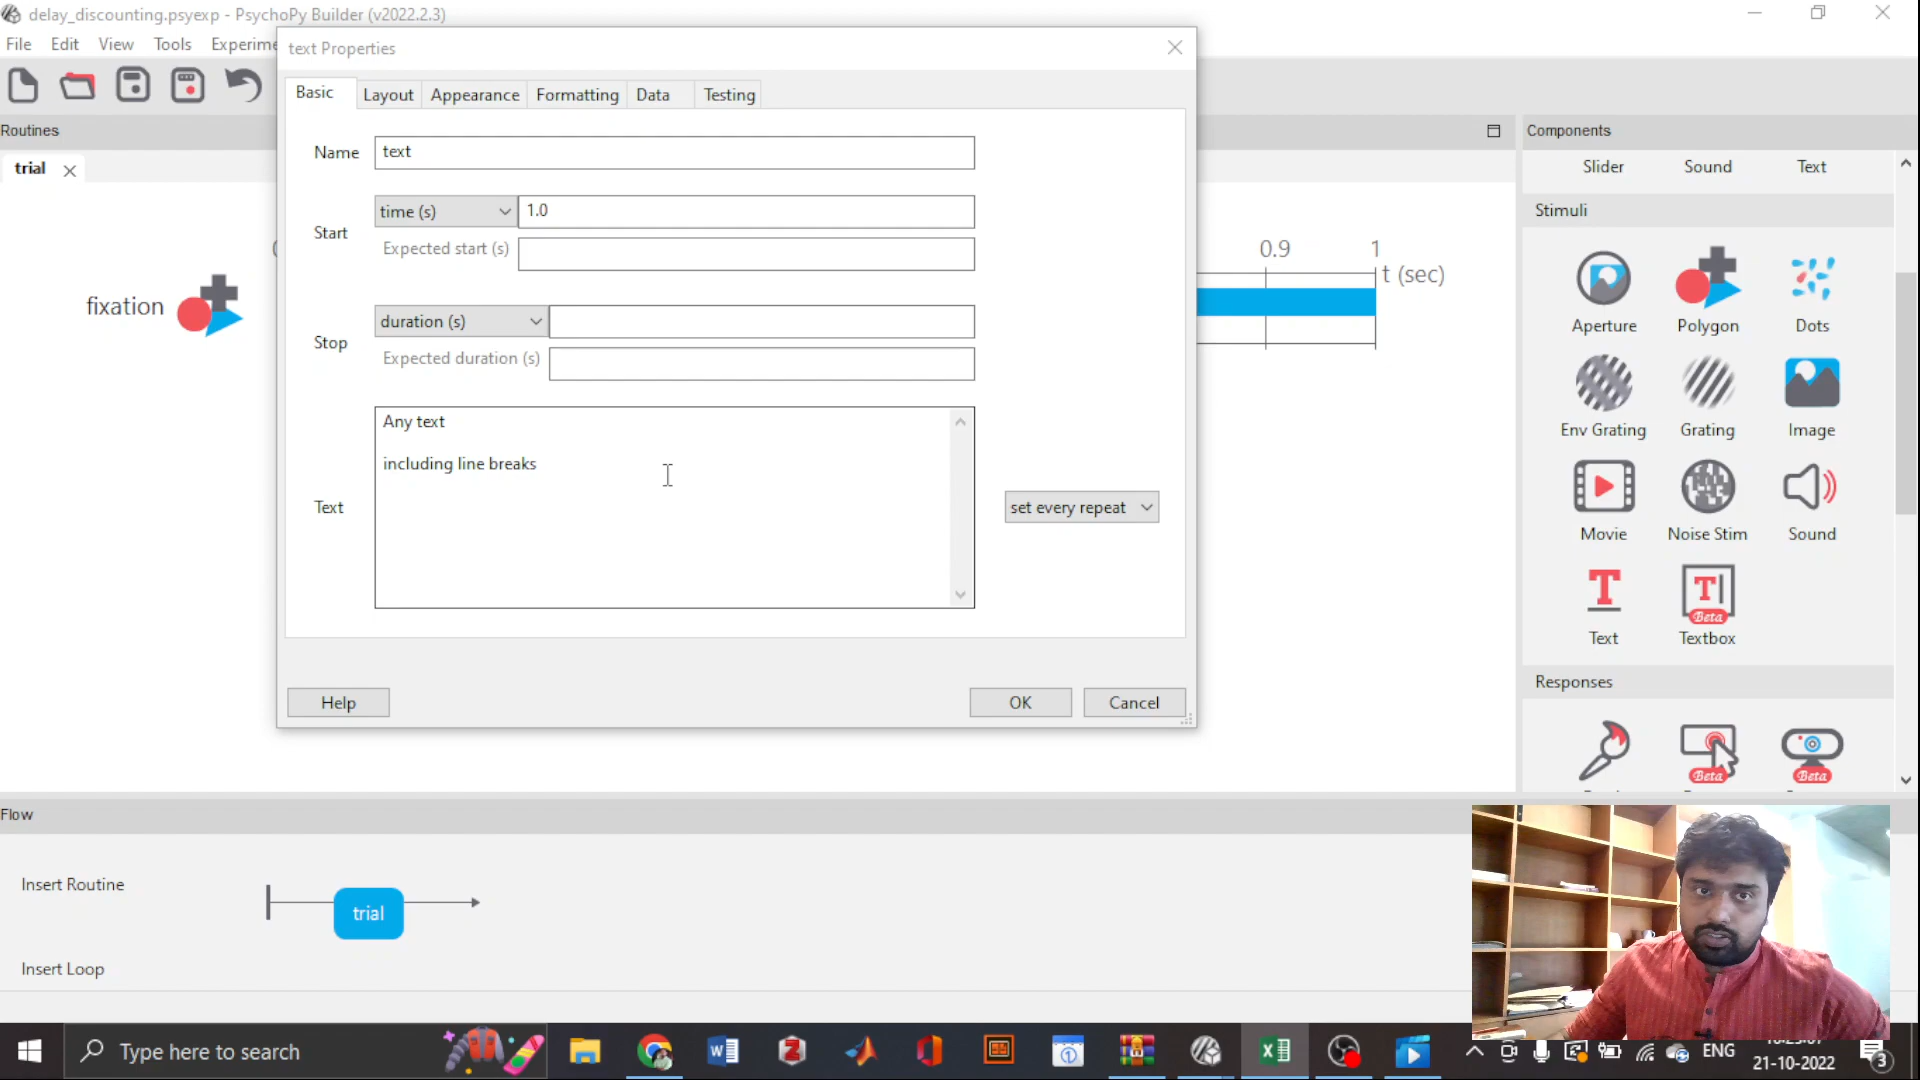 delay_discounting.psyexp - PsychoPy Builder (v2022.2.3)
File Edit View Tools
text Properties
Basic Layout Appearance Formatting Data Testing
Routines
Components
trial
Name text
Slider Sound Text
Start time (s) 1.0
Expected start (s)
Stimuli
0.9 1
t (sec)
fixation
Stop duration (s)
Expected duration (s)
Aperture Polygon Dots
Any text
including line breaks
Env Grating Grating Image
Text
set every repeat
Movie Noise Stim Sound
T T
Beta
Text Textbox
Responses
Help OK Cancel
Beta Beta
Flow
Insert Routine
trial
Insert Loop
Type here to search
ENG
21-10-2022
3